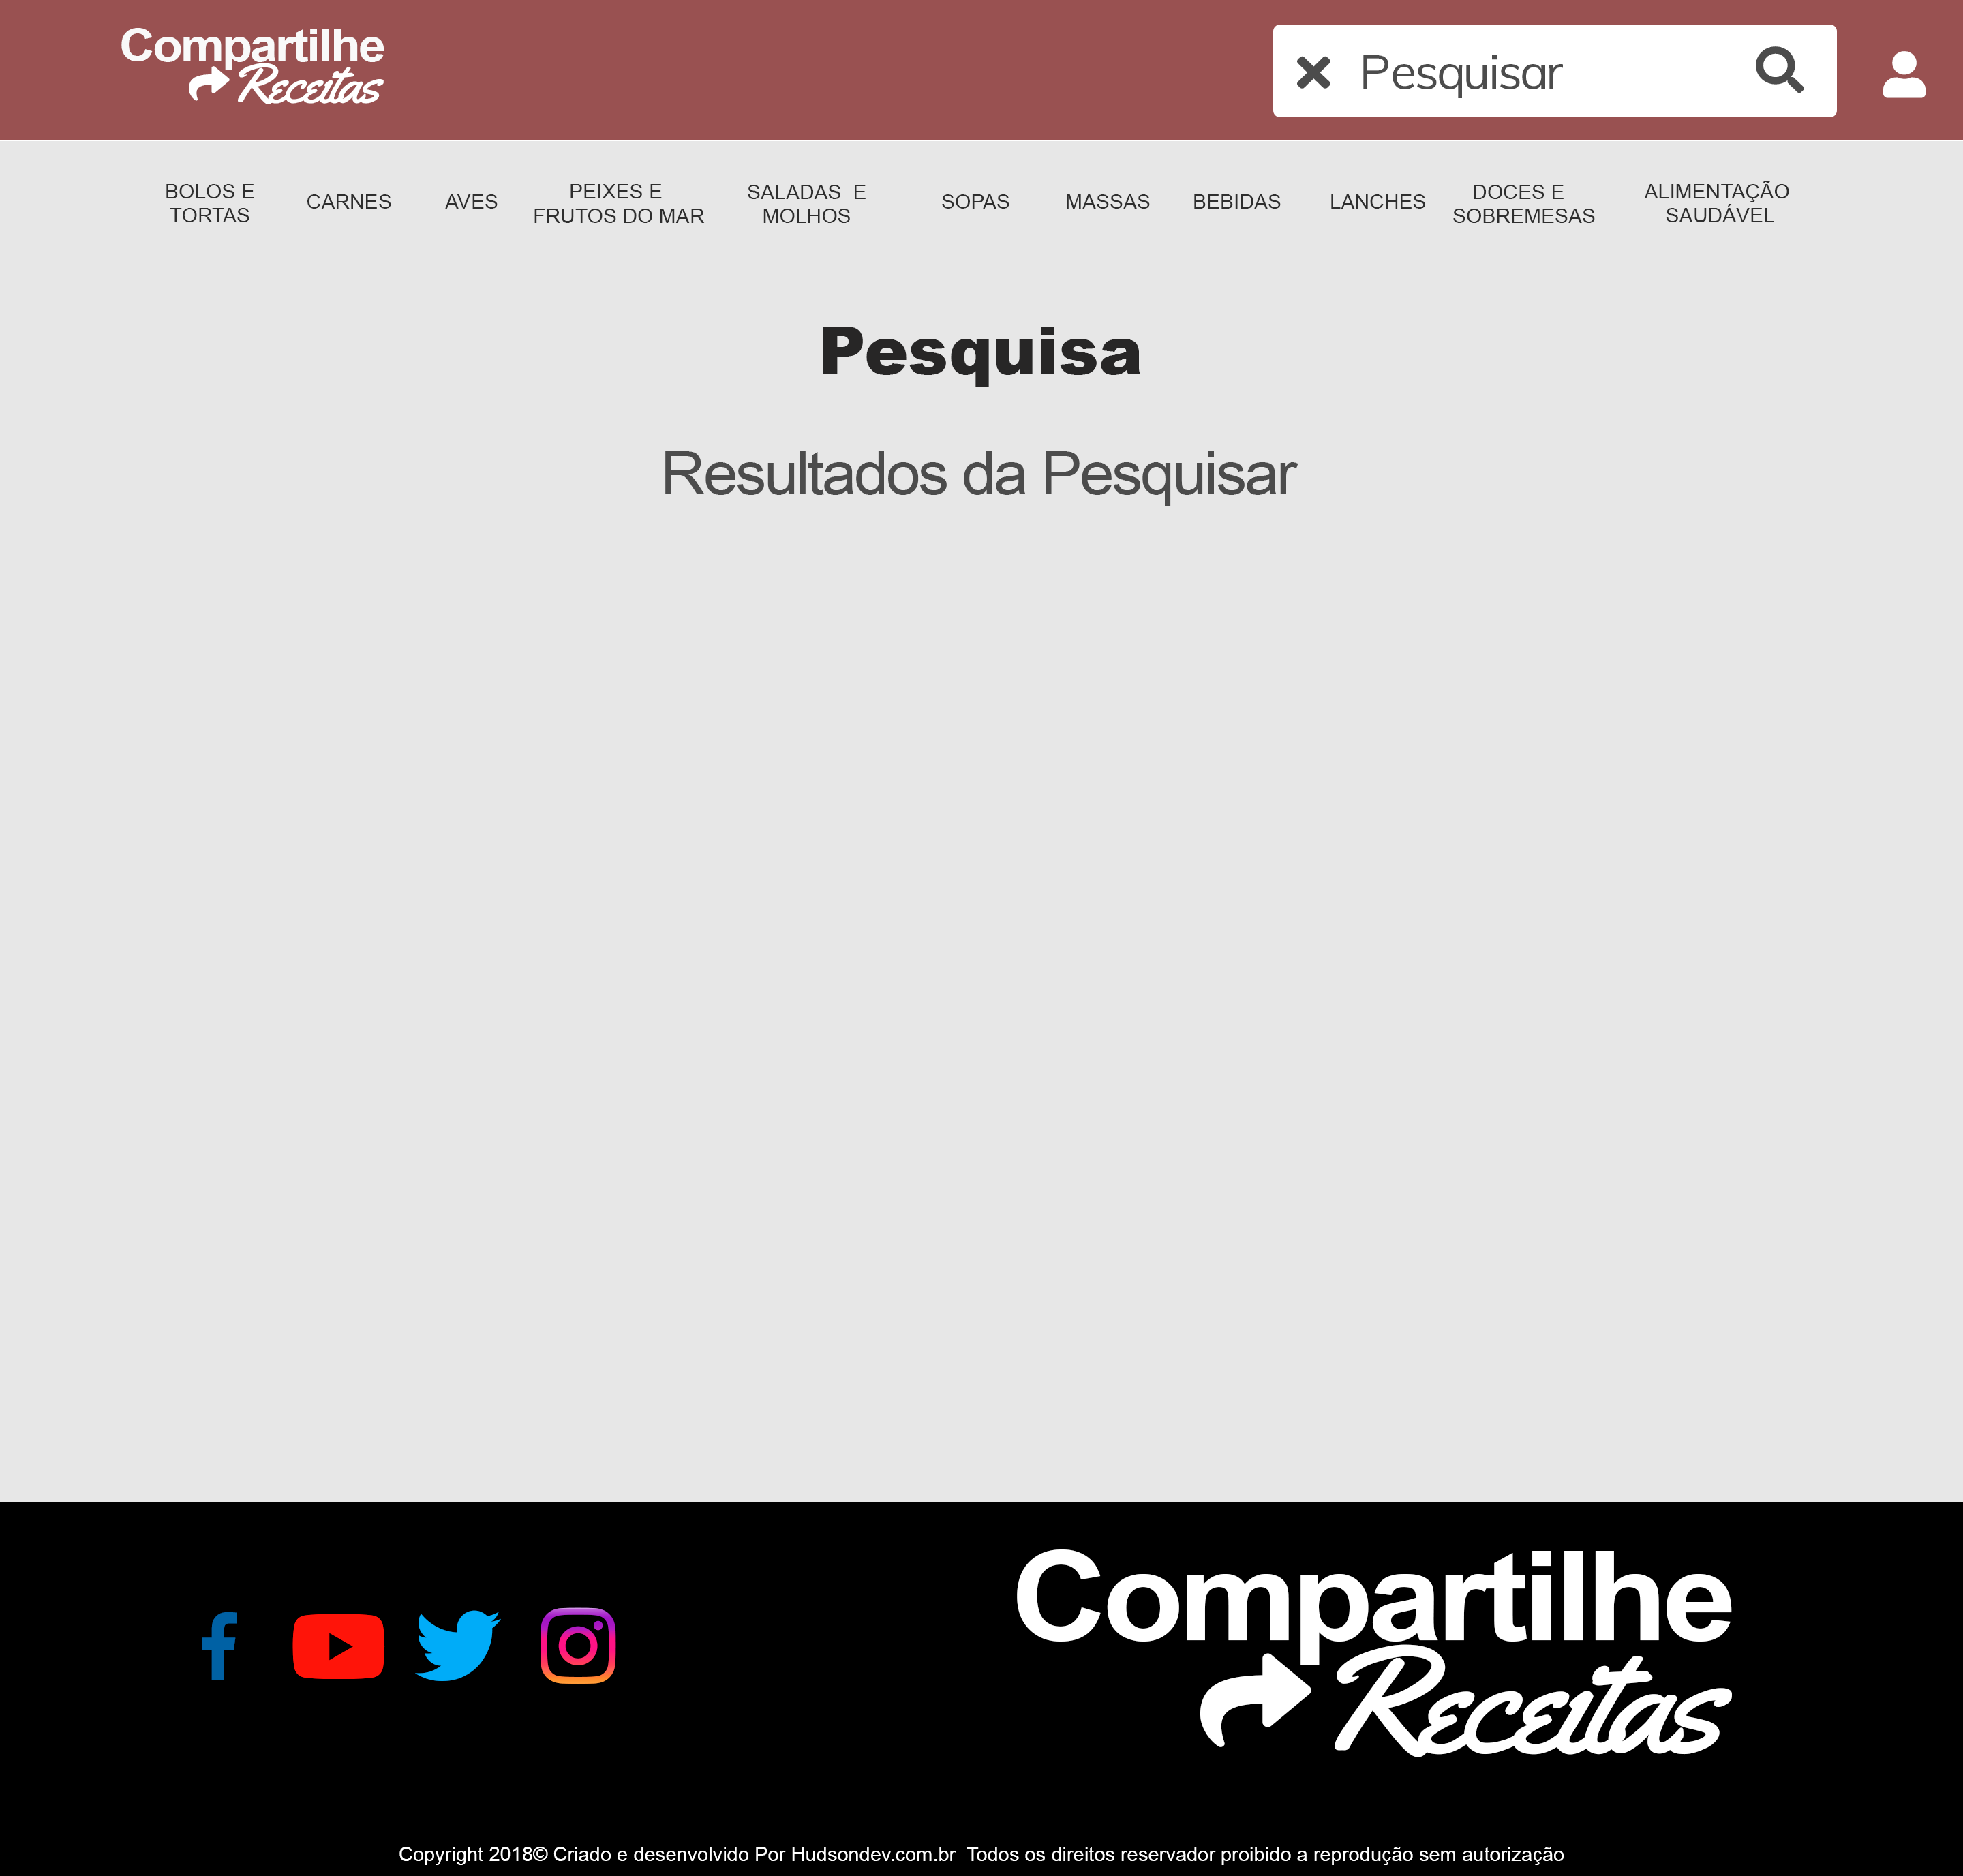 Compartilhe
Receitas
Pesquisar
BOLOS E
TORTAS
CARNES
AVES
PEIXES E
FRUTOS DO MAR
SALADAS E
MOLHOS
SOPAS
MASSAS
BEBIDAS
LANCHES
DOCES E
SOBREMESAS
ALIMENTAÇÃO
SAUDÁVEL
Pesquisa
Resultados da Pesquisar
Compartilhe
Receitas
Copyright 2018© Criado e desenvolvido Por Hudsondev.com.br Todos os direitos reservador proibido a reprodução sem autorização